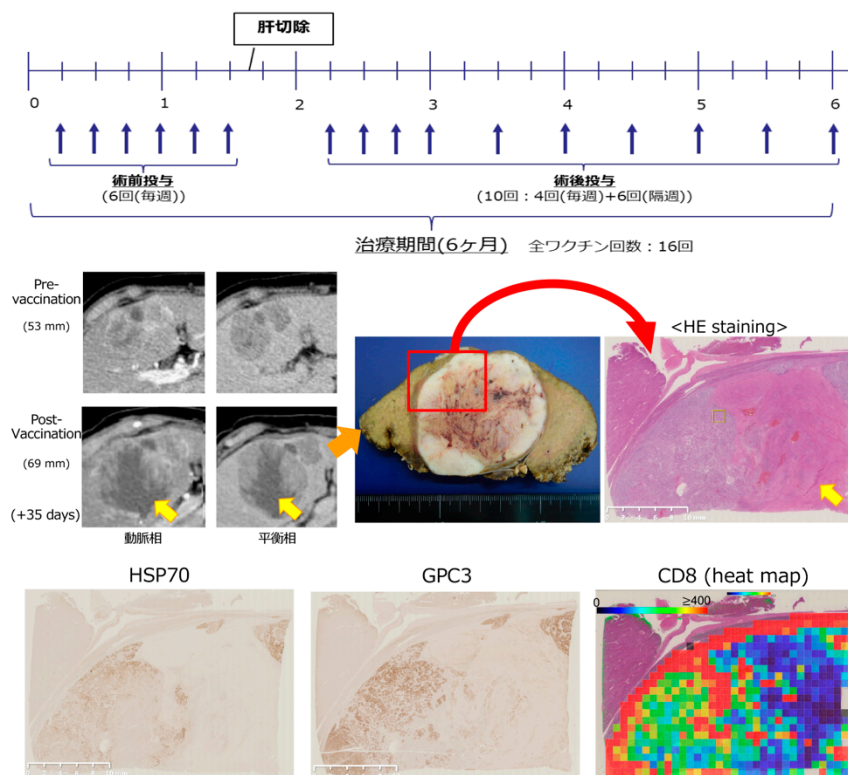 肝切除
0 1 2 3 4 5 6
術前投与
(6回(毎週))
術後投与
(10回：4回(毎週)+6回(隔週))
治療期間(6ヶ月) 全ワクチン回数：16回
Pre-
vaccination
(53 mm)
Post-
Vaccination
(69 mm)
(+35 days)
動脈相 平衡相
<HE staining>
HSP70 GPC3 CD8 (heat map)
0 ≥400